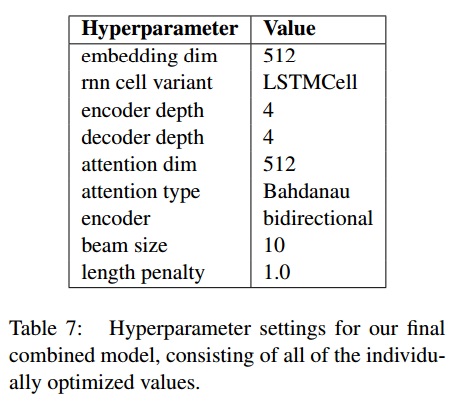 Hyperparameter Value
embedding dim 512
rnn cell variant LSTMCell
encoder depth 4
decoder depth 4
attention dim 512
attention type Bahdanau
encoder bidirectional
beam size 10
length penalty 1.0
Table 7: Hyperparameter settings for our final
combined model, consisting of all of the individu-
ally optimized values.